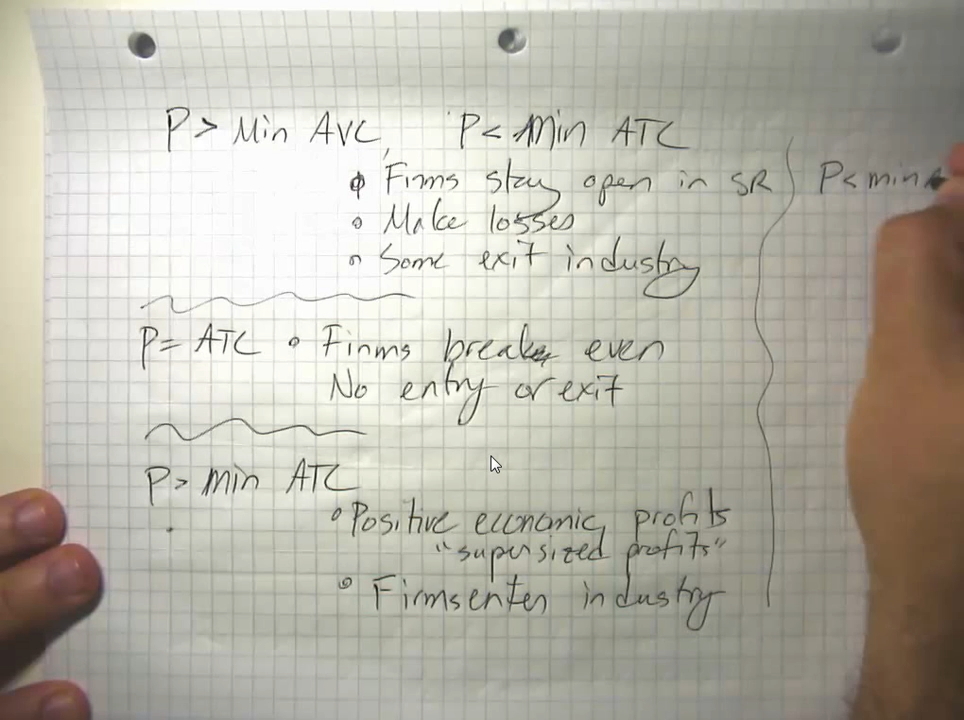 P > Min AVC, P < Min ATC
• Firms stay open in SR
• Make losses
• Some exit industry
P = ATC • Firms break even
No entry or exit
P > min ATC
• Positive economic profits
"supersized profits"
• Firms enter industry
P < min